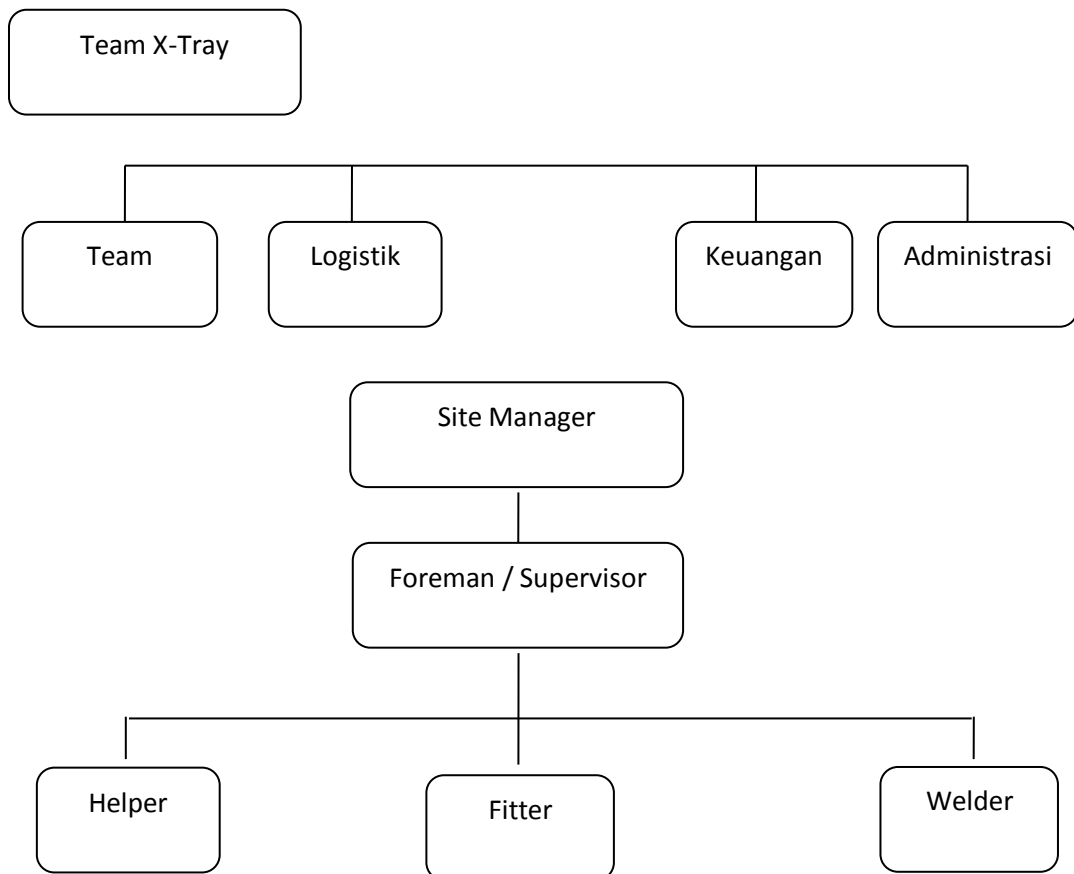 Team X-Tray
Team
Logistik
Keuangan
Administrasi
Site Manager
Foreman / Supervisor
Helper
Fitter
Welder